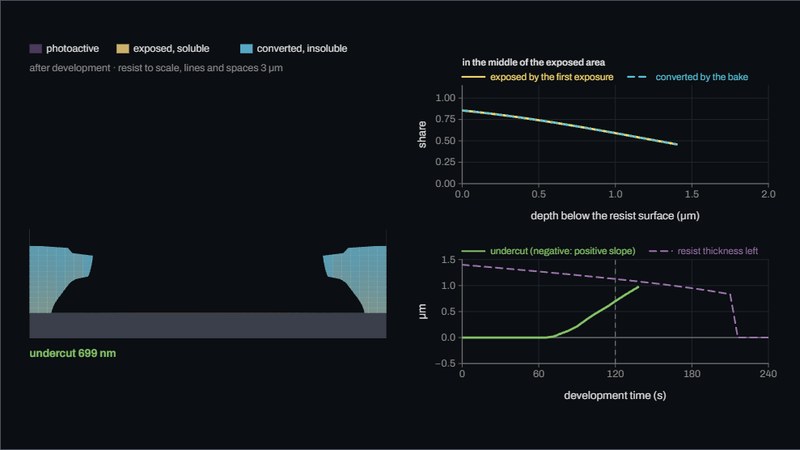 photoactive exposed, soluble converted, insoluble
after development · resist to scale, lines and spaces 3 µm
undercut 699 nm
in the middle of the exposed area
exposed by the first exposure converted by the bake
share
1.00
0.75
0.50
0.25
0.00
0.0 0.5 1.0 1.5 2.0
depth below the resist surface (µm)
undercut (negative: positive slope) resist thickness left
µm
1.5
1.0
0.5
0.0
−0.5
0 60 120 180 240
development time (s)